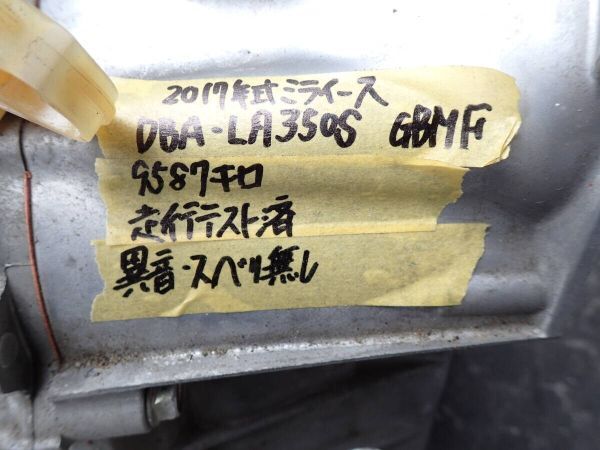 2017年式ミライース
DBA-LA350S GBMF
9587キロ
走行テスト済
異音・スベリ無し